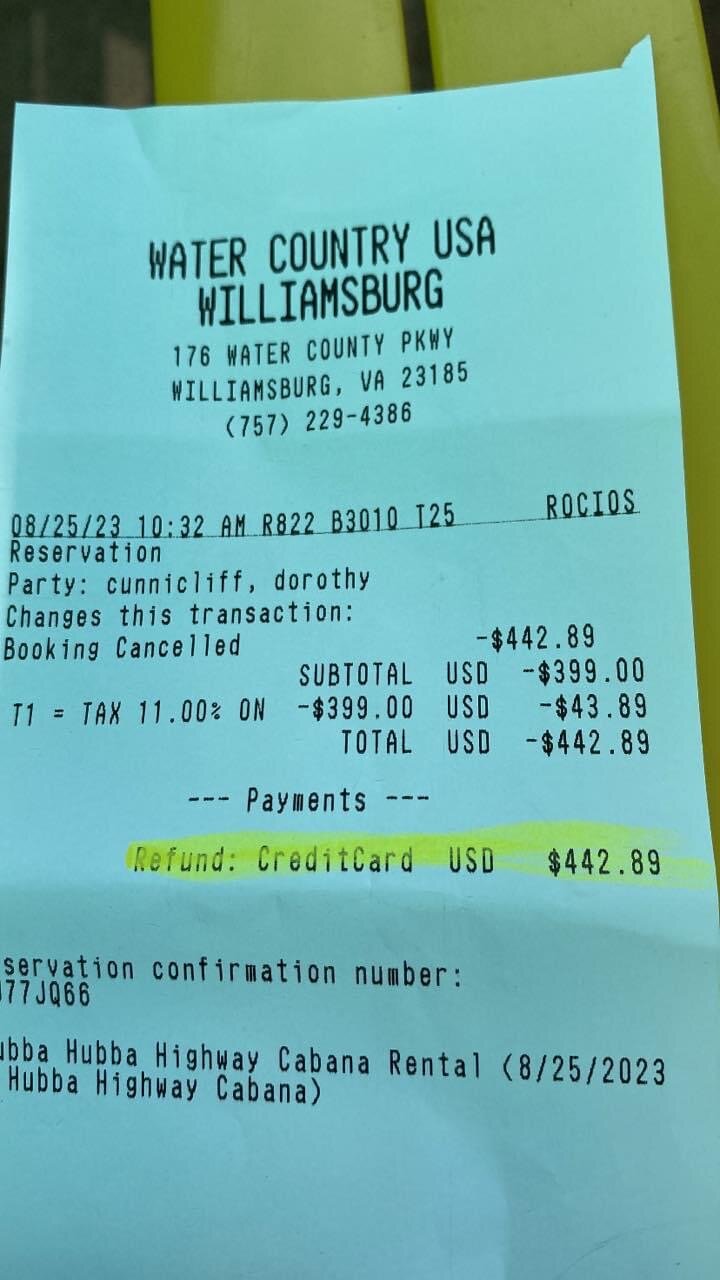 WATER COUNTRY USA
WILLIAMSBURG
176 WATER COUNTY PKWY
WILLIAMSBURG, VA 23185
(757) 229-4386
08/25/23 10:32 AM R822 B3010 T25 ROCIOS
Reservation
Party: cunnicliff, dorothy
Changes this transaction:
Booking Cancelled -$442.89
SUBTOTAL USD -$399.00
T1 = TAX 11.00% ON -$399.00 USD -$43.89
TOTAL USD -$442.89
--- Payments ---
Refund: CreditCard USD $442.89
servation confirmation number:
77JQ66
ubba Hubba Highway Cabana Rental (8/25/2023
Hubba Highway Cabana)